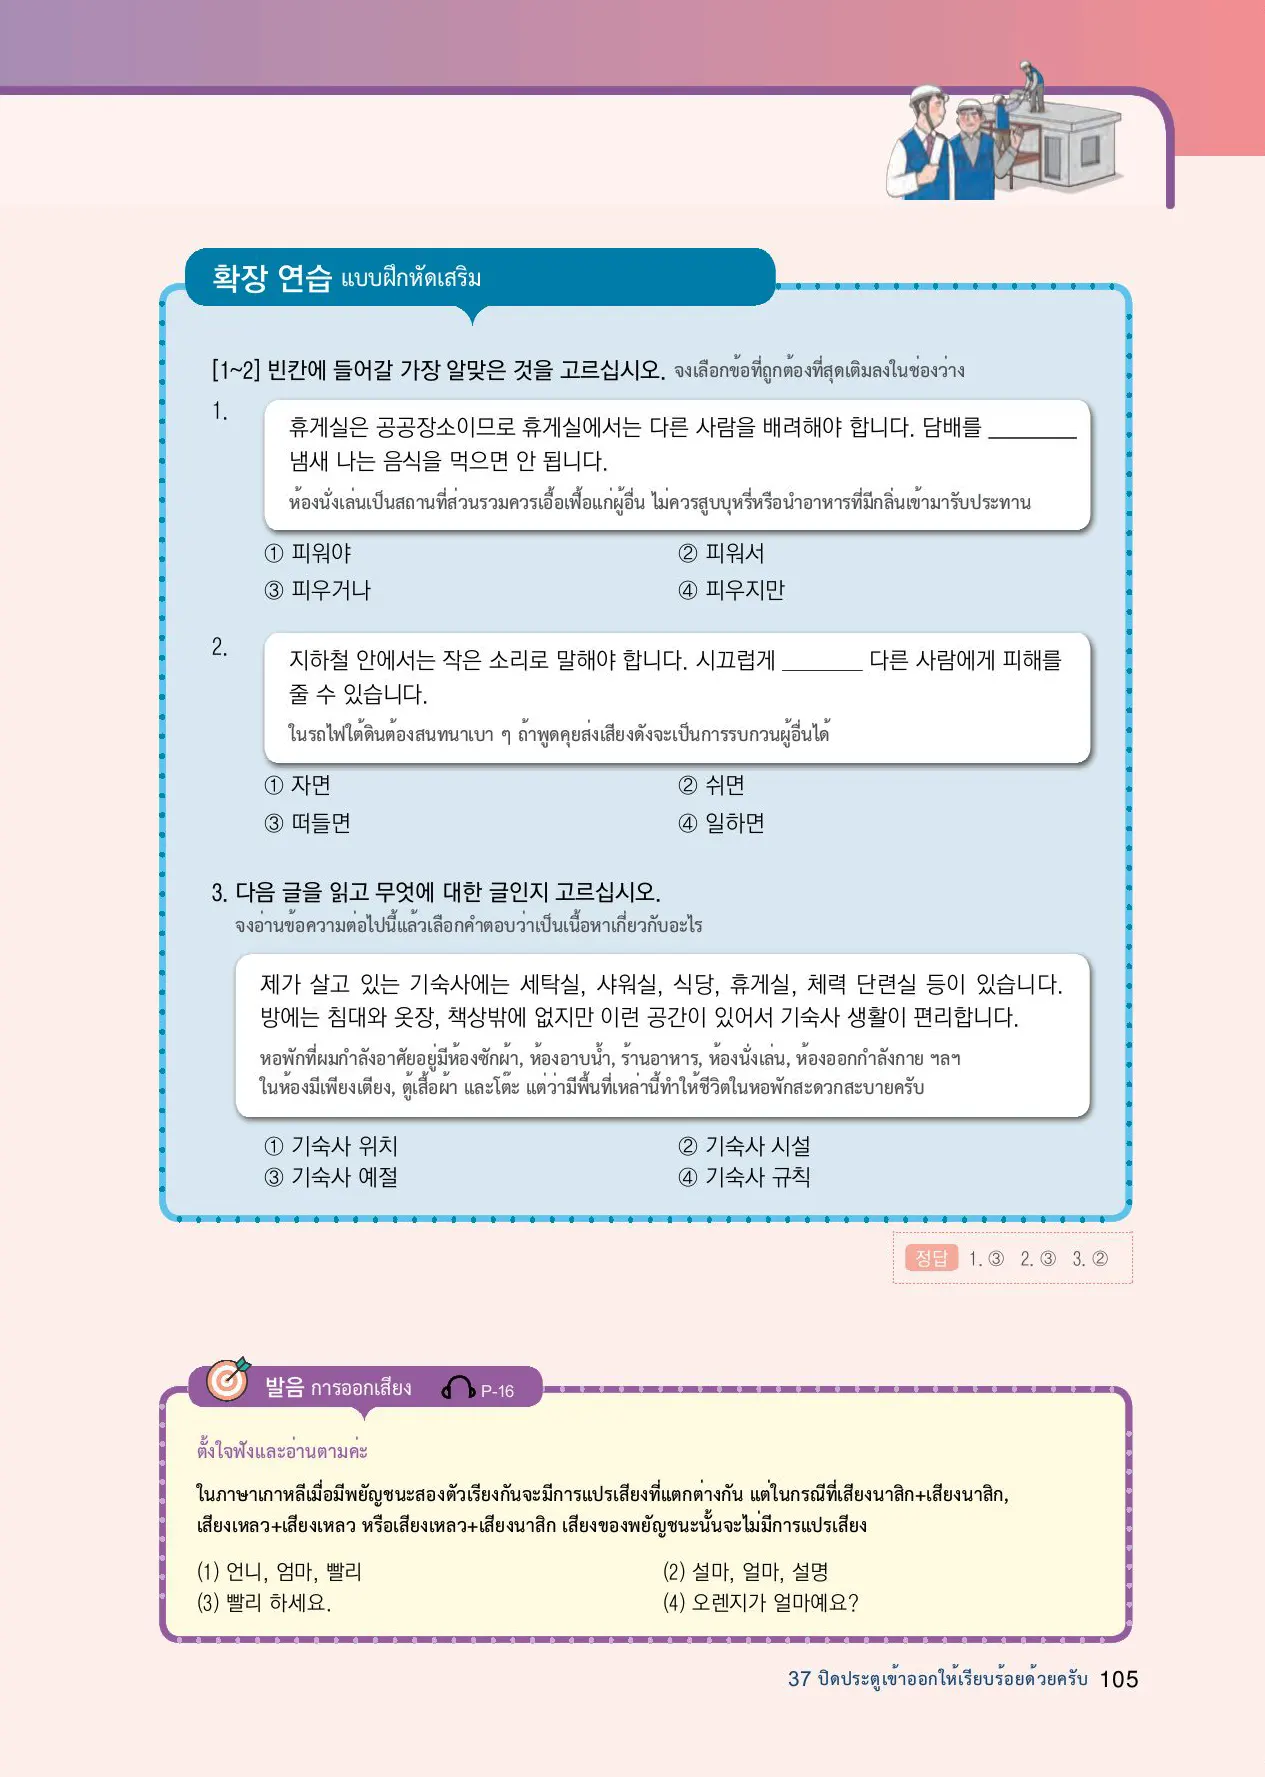 확장 연습 แบบฝึกหัดเสริม
[1~2] 빈칸에 들어갈 가장 알맞은 것을 고르십시오. จงเลือกข้อที่ถูกต้องที่สุดเติมลงในช่องว่าง
1.
휴게실은 공공장소이므로 휴게실에서는 다른 사람을 배려해야 합니다. 담배를 ________
냄새 나는 음식을 먹으면 안 됩니다.
ห้องนั่งเล่นเป็นสถานที่ส่วนรวมควรเอื้อเฟื้อแก่ผู้อื่น ไม่ควรสูบบุหรี่หรือนำอาหารที่มีกลิ่นเข้ามารับประทาน
① 피워야 ② 피워서
③ 피우거나 ④ 피우지만
2.
지하철 안에서는 작은 소리로 말해야 합니다. 시끄럽게 _______ 다른 사람에게 피해를
줄 수 있습니다.
ในรถไฟใต้ดินต้องสนทนาเบา ๆ ถ้าพูดคุยส่งเสียงดังจะเป็นการรบกวนผู้อื่นได้
① 자면 ② 쉬면
③ 떠들면 ④ 일하면
3. 다음 글을 읽고 무엇에 대한 글인지 고르십시오.
จงอ่านข้อความต่อไปนี้แล้วเลือกคำตอบว่าเป็นเนื้อหาเกี่ยวกับอะไร
제가 살고 있는 기숙사에는 세탁실, 샤워실, 식당, 휴게실, 체력 단련실 등이 있습니다.
방에는 침대와 옷장, 책상밖에 없지만 이런 공간이 있어서 기숙사 생활이 편리합니다.
หอพักที่ผมกำลังอาศัยอยู่มีห้องซักผ้า, ห้องอาบน้ำ, ร้านอาหาร, ห้องนั่งเล่น, ห้องออกกำลังกาย ฯลฯ
ในห้องมีเพียงเตียง, ตู้เสื้อผ้า และโต๊ะ แต่ว่ามีพื้นที่เหล่านี้ทำให้ชีวิตในหอพักสะดวกสะบายครับ
① 기숙사 위치 ② 기숙사 시설
③ 기숙사 예절 ④ 기숙사 규칙
정답 1. ③ 2. ③ 3. ②
발음 การออกเสียง P-16
ตั้งใจฟังและอ่านตามค่ะ
ในภาษาเกาหลีเมื่อมีพยัญชนะสองตัวเรียงกันจะมีการแปรเสียงที่แตกต่างกัน แต่ในกรณีที่เสียงนาสิก+เสียงนาสิก,
เสียงเหลว+เสียงเหลว หรือเสียงเหลว+เสียงนาสิก เสียงของพยัญชนะนั้นจะไม่มีการแปรเสียง
(1) 언니, 엄마, 빨리 (2) 설마, 얼마, 설명
(3) 빨리 하세요. (4) 오렌지가 얼마예요?
37 ปิดประตูเข้าออกให้เรียบร้อยด้วยครับ 105